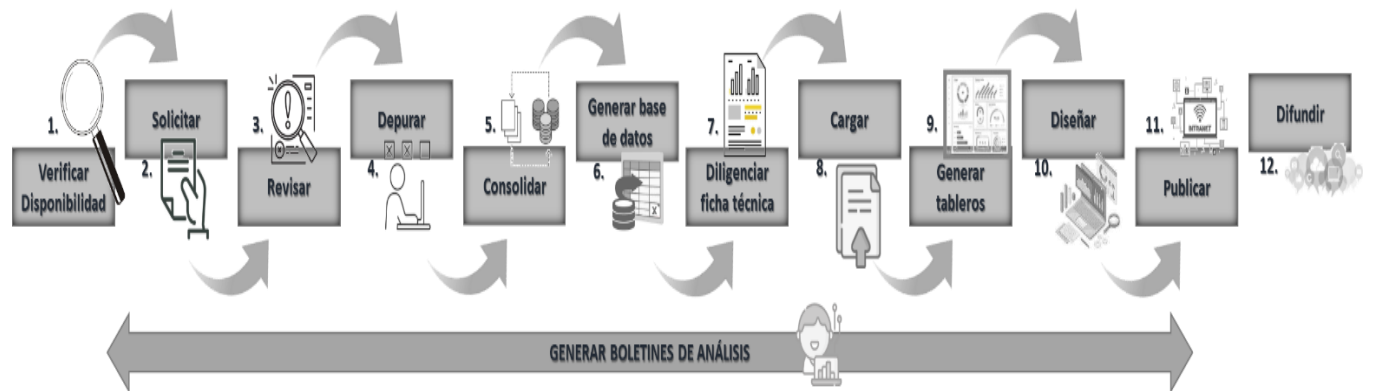 1.
Verificar
Disponibilidad
Solicitar
2.
3.
Revisar
Depurar
4.
5.
Consolidar
Generar base
de datos
6.
7.
Diligenciar
ficha técnica
Cargar
8.
9.
Generar
tableros
Diseñar
10.
11.
INTRANET
Publicar
Difundir
12.
GENERAR BOLETINES DE ANÁLISIS